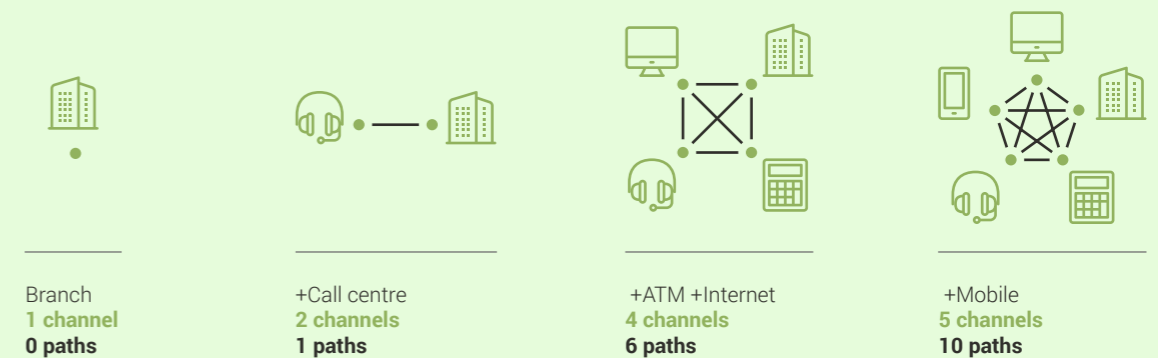 Branch
1 channel
0 paths
+Call centre
2 channels
1 paths
+ATM +Internet
4 channels
6 paths
+Mobile
5 channels
10 paths